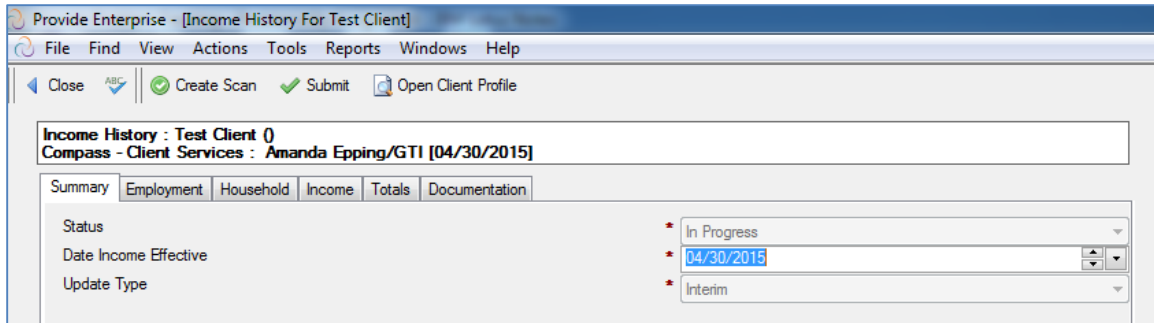 Provide Enterprise - [Income History For Test Client]
File Find View Actions Tools Reports Windows Help
Close ABC Create Scan Submit Open Client Profile
Income History : Test Client ()
Compass - Client Services : Amanda Epping/GTI [04/30/2015]
Summary Employment Household Income Totals Documentation
Status * In Progress
Date Income Effective * 04/30/2015
Update Type * Interim